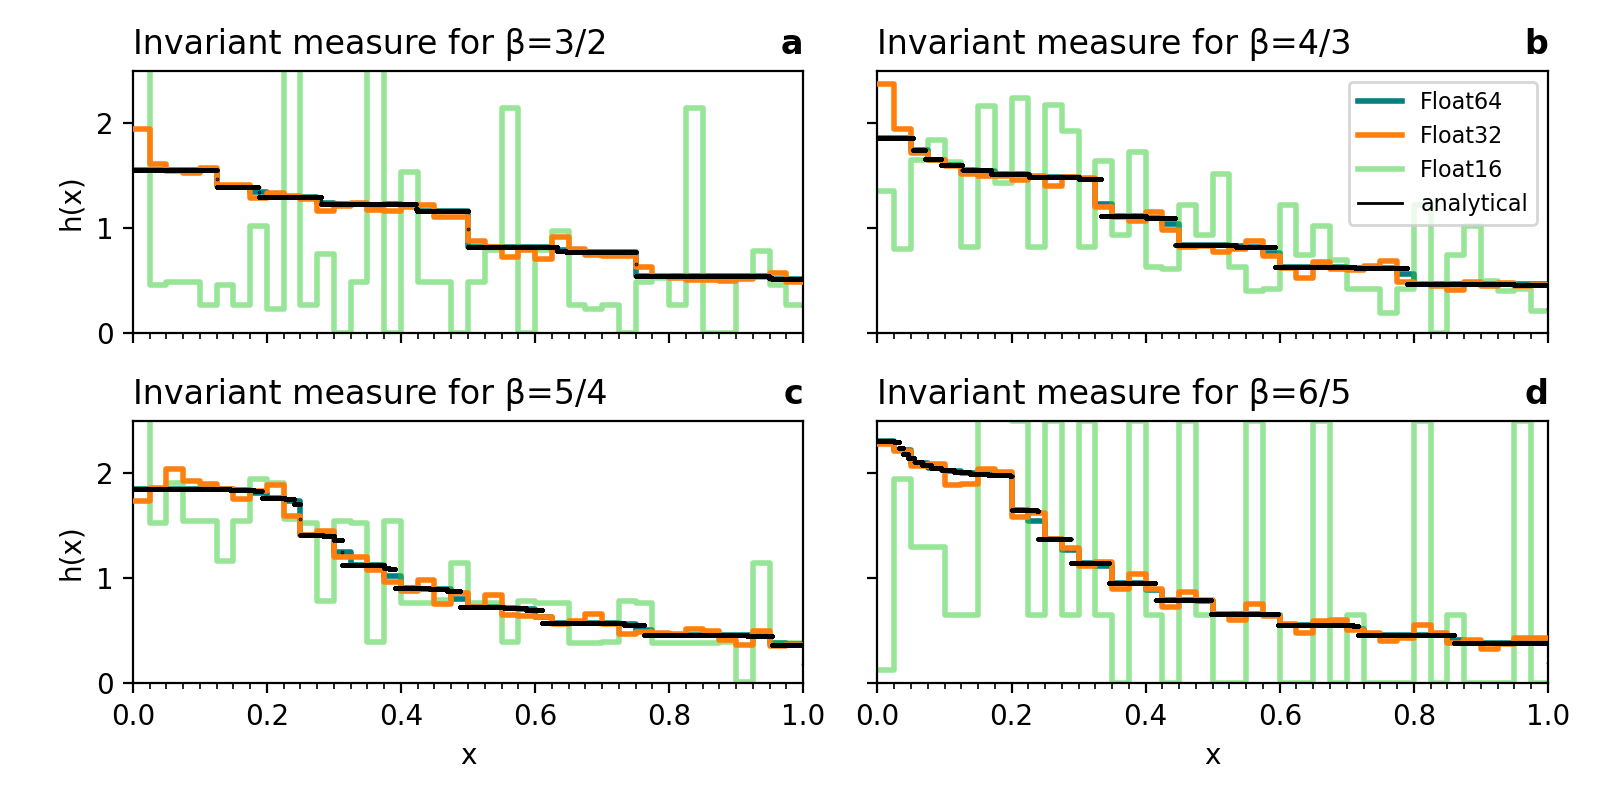 Invariant measure for β=3/2 a
Invariant measure for β=4/3 b
h(x)
2
1
0
Float64
Float32
Float16
analytical
Invariant measure for β=5/4 c
Invariant measure for β=6/5 d
h(x)
2
1
0
0.0 0.2 0.4 0.6 0.8 1.0
x
0.0 0.2 0.4 0.6 0.8 1.0
x